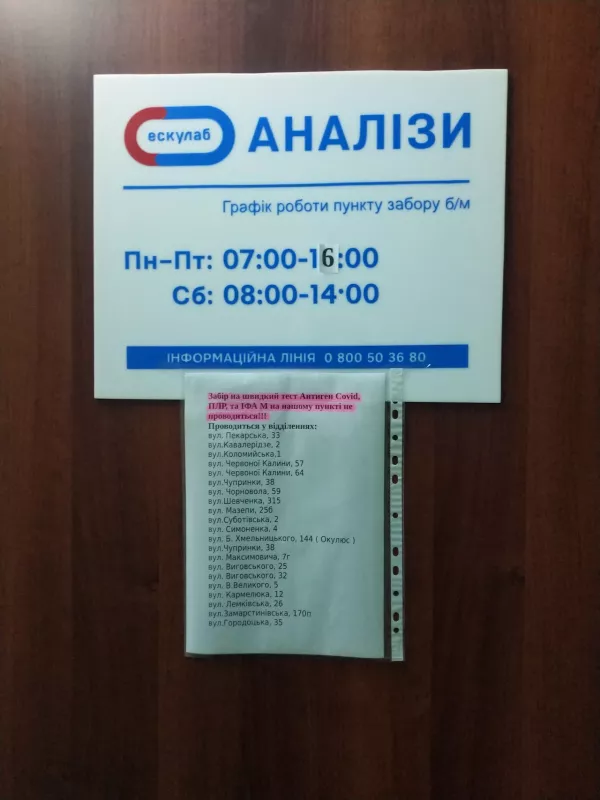 ескулаб
АНАЛІЗИ
Графік роботи пункту забору б/м
Пн-Пт: 07:00-16:00
Сб: 08:00-14:00
ІНФОРМАЦІЙНА ЛІНІЯ 0 800 50 36 80
Забір на швидкий тест Антиген Covid,
ПЛР, та ІФА М на нашому пункті не
проводиться!!!
Проводиться у відділеннях:
вул. Пекарська, 33
вул.Кавалерідзе, 2
вул.Коломийська,1
вул. Червоної Калини, 57
вул. Червоної Калини, 64
вул.Чупринки, 38
вул. Чорновола, 59
вул.Шевченка, 315
вул. Мазепи, 25б
вул.Суботівська, 2
вул. Симоненка, 4
вул. Б. Хмельницького, 144 ( Окулюс )
вул.Чупринки, 38
вул. Максимовича, 7г
вул. Виговського, 25
вул. Виговського, 32
вул. В.Великого, 5
вул. Кармелюка, 12
вул. Лемківська, 26
вул.Замарстинівська, 170п
вул.Городоцька, 35